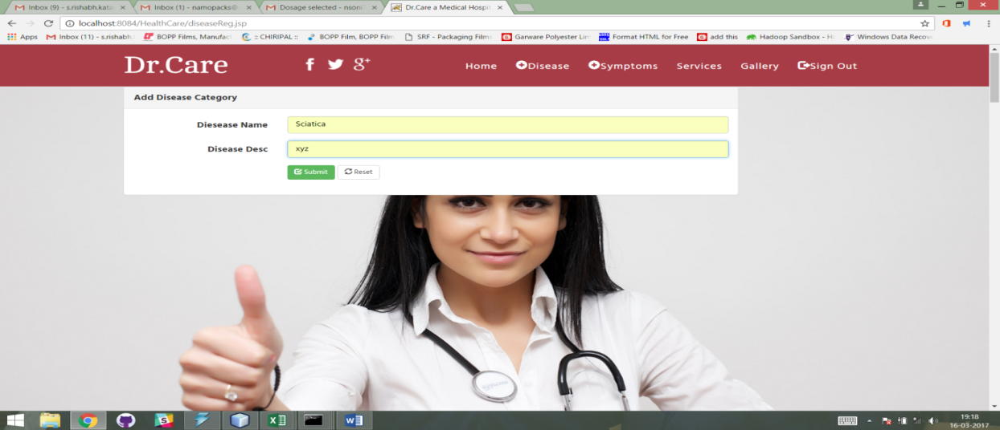 Inbox (9) - s.rishabh.kata
Inbox (1) - namopacks@
Dosage selected - nsoni
Dr.Care a Medical Hospit
localhost:8084/HealthCare/diseaseReg.jsp
Apps
Inbox (11) - s.rishabh.
BOPP Films, Manufact
:: CHIRIPAL ::
BOPP Film, BOPP Film
SRF - Packaging Films
Garware Polyester Lim
Format HTML for Free
add this
Hadoop Sandbox - H
Windows Data Recov
Dr.Care
f
g+
Home
Disease
Symptoms
Services
Gallery
Sign Out
Add Disease Category
Diesease Name
Sciatica
Disease Desc
xyz
Submit
Reset
19:18
16-03-2017